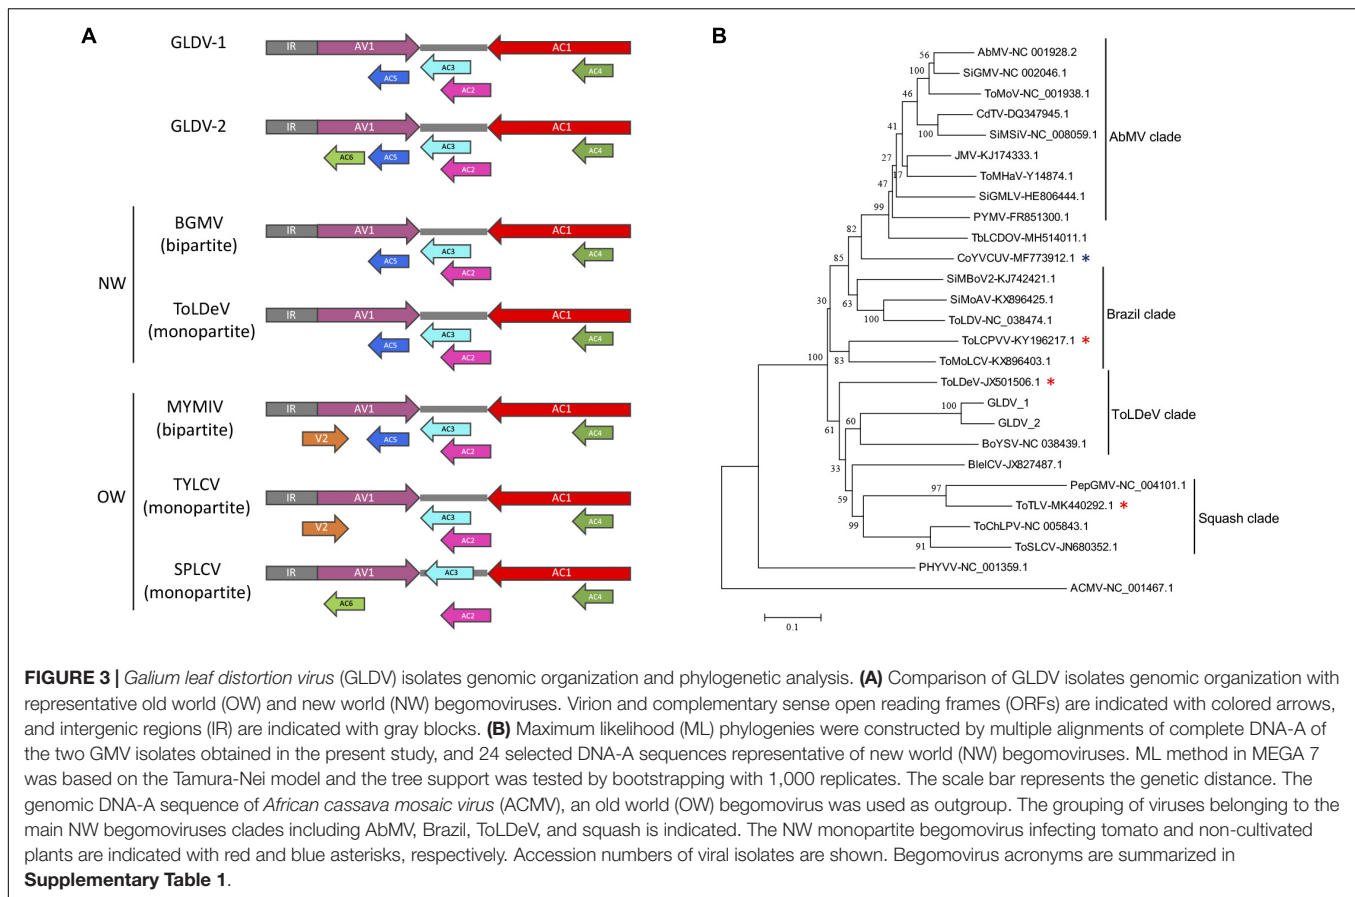 A
GLDV-1
IR
AV1
AC1
AC5
AC3
AC2
AC4
GLDV-2
IR
AV1
AC1
AC6
AC5
AC3
AC2
AC4
NW
BGMV
(bipartite)
IR
AV1
AC1
AC5
AC3
AC2
AC4
ToLDeV
(monopartite)
IR
AV1
AC1
AC5
AC3
AC2
AC4
OW
MYMIV
(bipartite)
IR
AV1
AC1
V2
AC5
AC3
AC2
AC4
TYLCV
(monopartite)
IR
AV1
AC1
V2
AC3
AC2
AC4
SPLCV
(monopartite)
IR
AV1
AC3
AC1
AC6
AC2
AC4
B
AbMV-NC 001928.2
SiGMV-NC 002046.1
ToMoV-NC_001938.1
CdTV-DQ347945.1
SiMSiV-NC_008059.1
JMV-KJ174333.1
ToMHaV-Y14874.1
SiGMLV-HE806444.1
PYMV-FR851300.1
TbLCDOV-MH514011.1
CoYVCUV-MF773912.1 *
SiMBoV2-KJ742421.1
SiMoAV-KX896425.1
ToLDV-NC_038474.1
ToLCPVV-KY196217.1 *
ToMoLCV-KX896403.1
ToLDeV-JX501506.1 *
GLDV_1
GLDV_2
BoYSV-NC 038439.1
BlelCV-JX827487.1
PepGMV-NC_004101.1
ToTLV-MK440292.1 *
ToChLPV-NC 005843.1
ToSLCV-JN680352.1
PHYVV-NC_001359.1
ACMV-NC_001467.1
56
100
46
100
41
27
17
47
99
82
85
63
100
30
83
100
100
60
61
33
97
59
99
91
0.1
AbMV clade
Brazil clade
ToLDeV clade
Squash clade
FIGURE 3 | Galium leaf distortion virus (GLDV) isolates genomic organization and phylogenetic analysis. (A) Comparison of GLDV isolates genomic organization with
representative old world (OW) and new world (NW) begomoviruses. Virion and complementary sense open reading frames (ORFs) are indicated with colored arrows,
and intergenic regions (IR) are indicated with gray blocks. (B) Maximum likelihood (ML) phylogenies were constructed by multiple alignments of complete DNA-A of
the two GMV isolates obtained in the present study, and 24 selected DNA-A sequences representative of new world (NW) begomoviruses. ML method in MEGA 7
was based on the Tamura-Nei model and the tree support was tested by bootstrapping with 1,000 replicates. The scale bar represents the genetic distance. The
genomic DNA-A sequence of African cassava mosaic virus (ACMV), an old world (OW) begomovirus was used as outgroup. The grouping of viruses belonging to the
main NW begomoviruses clades including AbMV, Brazil, ToLDeV, and squash is indicated. The NW monopartite begomovirus infecting tomato and non-cultivated
plants are indicated with red and blue asterisks, respectively. Accession numbers of viral isolates are shown. Begomovirus acronyms are summarized in
Supplementary Table 1.